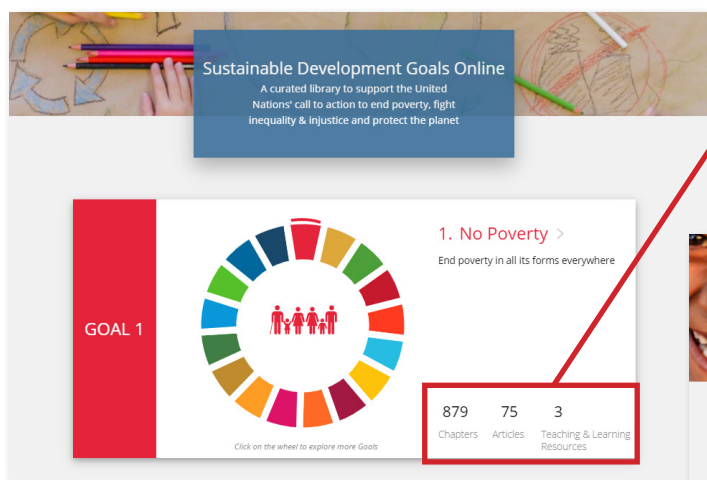 Sustainable Development Goals Online
A curated library to support the United
Nations' call to action to end poverty, fight
inequality & injustice and protect the planet
GOAL 1
1. No Poverty >
End poverty in all its forms everywhere
879 75 3
Chapters Articles Teaching & Learning
Resources
Click on the wheel to explore more Goals